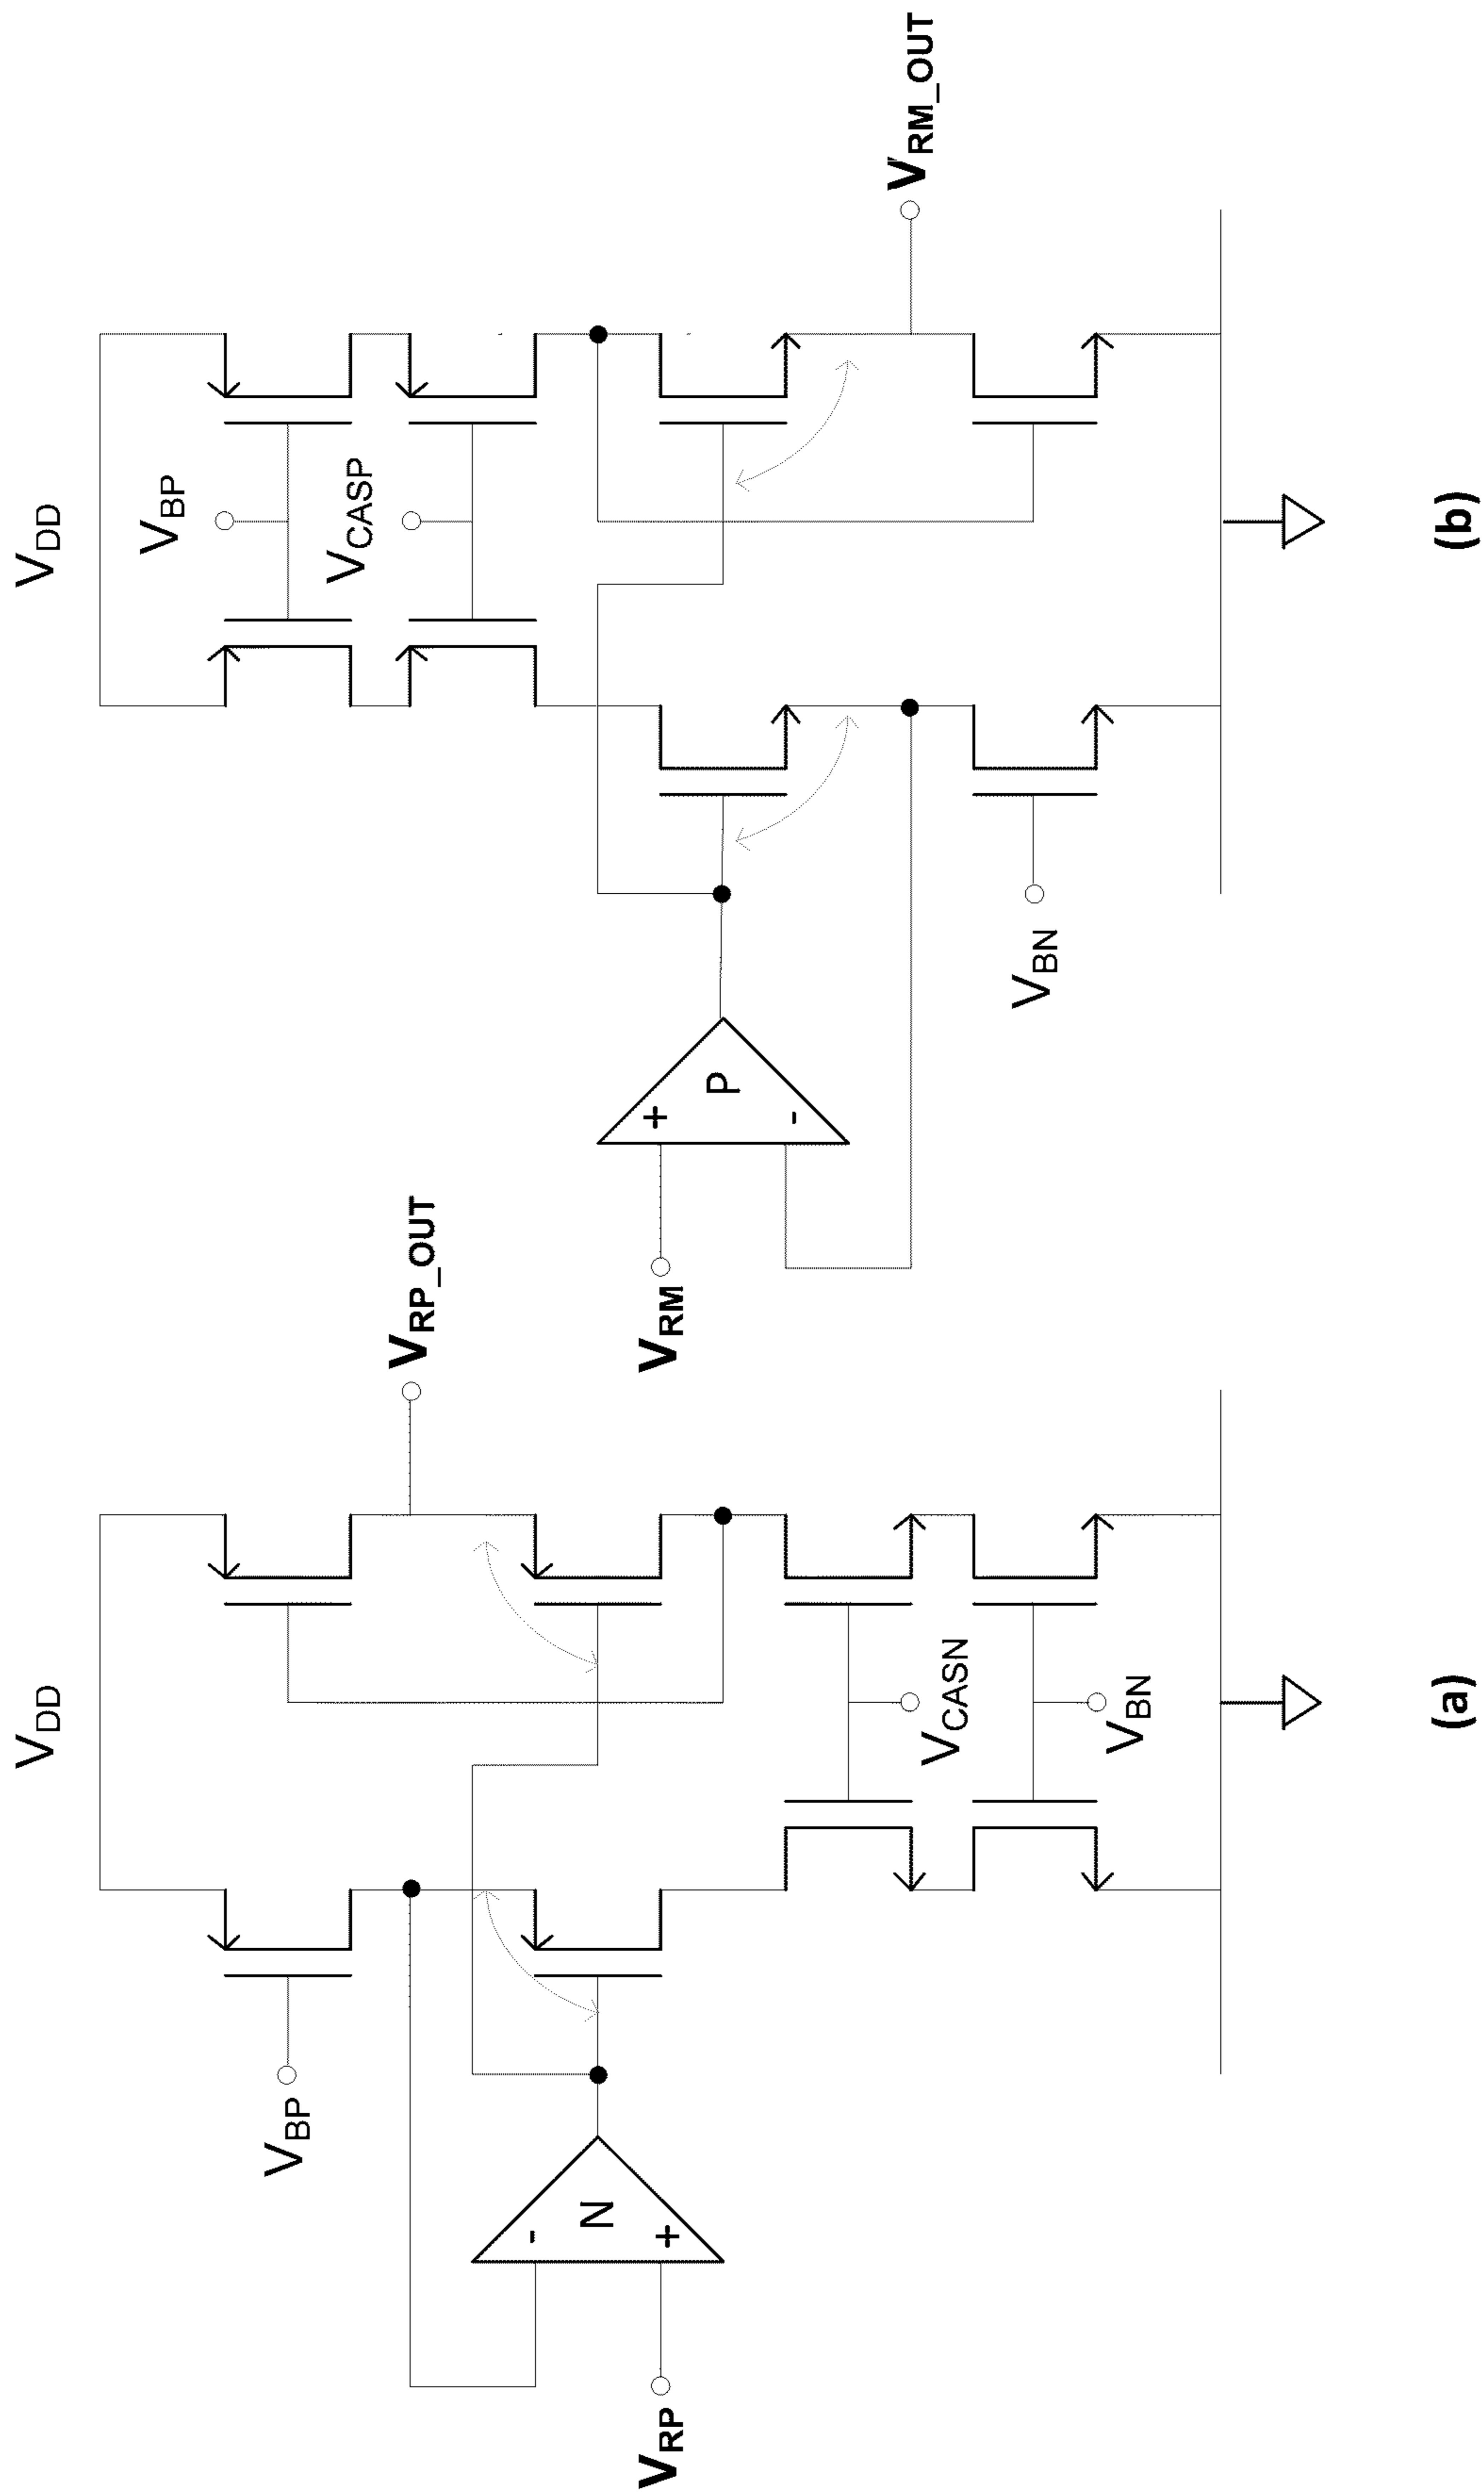 V_DD
V_BP
N
-
+
V_RP
V_RP_OUT
V_CASN
V_BN
(a)
V_DD
V_BP
V_CASP
V_RM
+
-
P
V_BN
V_RM_OUT
(b)